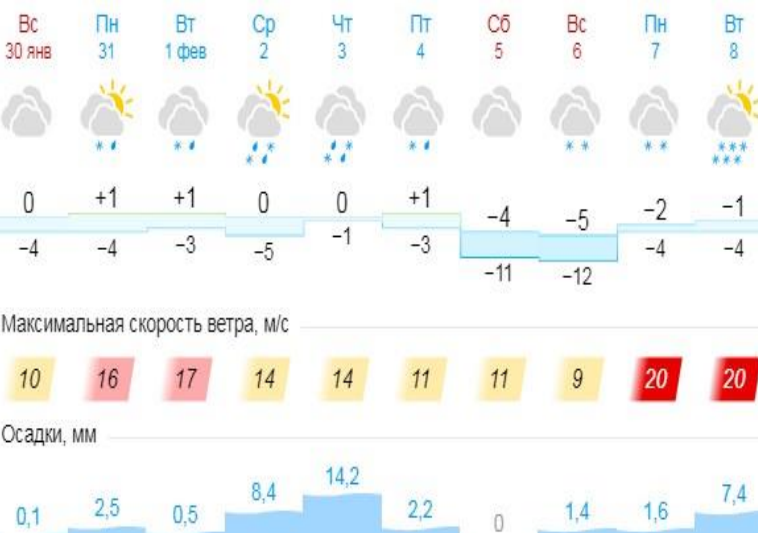 Вс Пн Вт Ср Чт Пт Сб Вс Пн Вт
30 янв 31 1 фев 2 3 4 5 6 7 8
0 +1 +1 0 0 +1 −4 −5 −2 −1
−4 −4 −3 −5 −1 −3 −11 −12 −4 −4
Максимальная скорость ветра, м/с
10 16 17 14 14 11 11 9 20 20
Осадки, мм
0,1 2,5 0,5 8,4 14,2 2,2 0 1,4 1,6 7,4